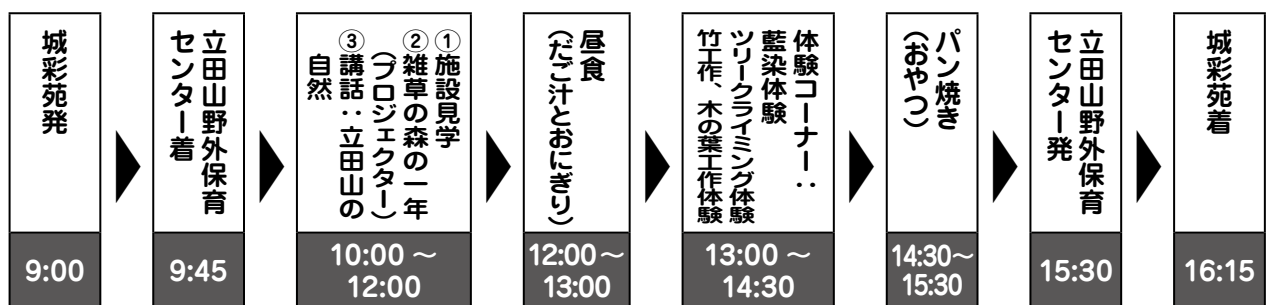 城彩苑発
9:00
立田山野外保育
センター着
9:45
①施設見学
②雑草の森の一年
（プロジェクター）
③講話：立田山の
自然
10:00～
12:00
昼食
（だご汁とおにぎり）
12:00～
13:00
体験コーナー：
藍染体験
ツリークライミング体験
竹工作、木の葉工作体験
13:00～
14:30
パン焼き
（おやつ）
14:30～
15:30
立田山野外保育
センター発
15:30
城彩苑着
16:15